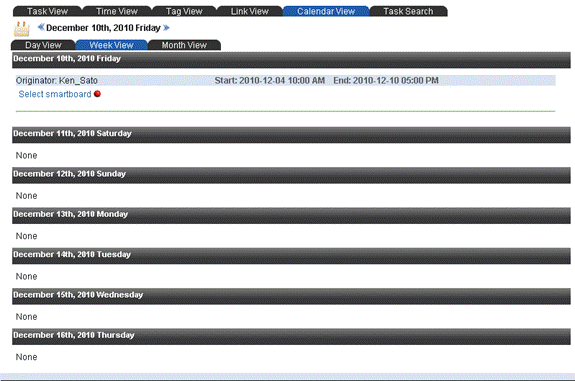 Task View Time View Tag View Link View Calendar View Task Search
December 10th, 2010 Friday
Day View Week View Month View
December 10th, 2010 Friday
Originator: Ken_Sato Start: 2010-12-04 10:00 AM End: 2010-12-10 05:00 PM
Select smartboard
December 11th, 2010 Saturday
None
December 12th, 2010 Sunday
None
December 13th, 2010 Monday
None
December 14th, 2010 Tuesday
None
December 15th, 2010 Wednesday
None
December 16th, 2010 Thursday
None